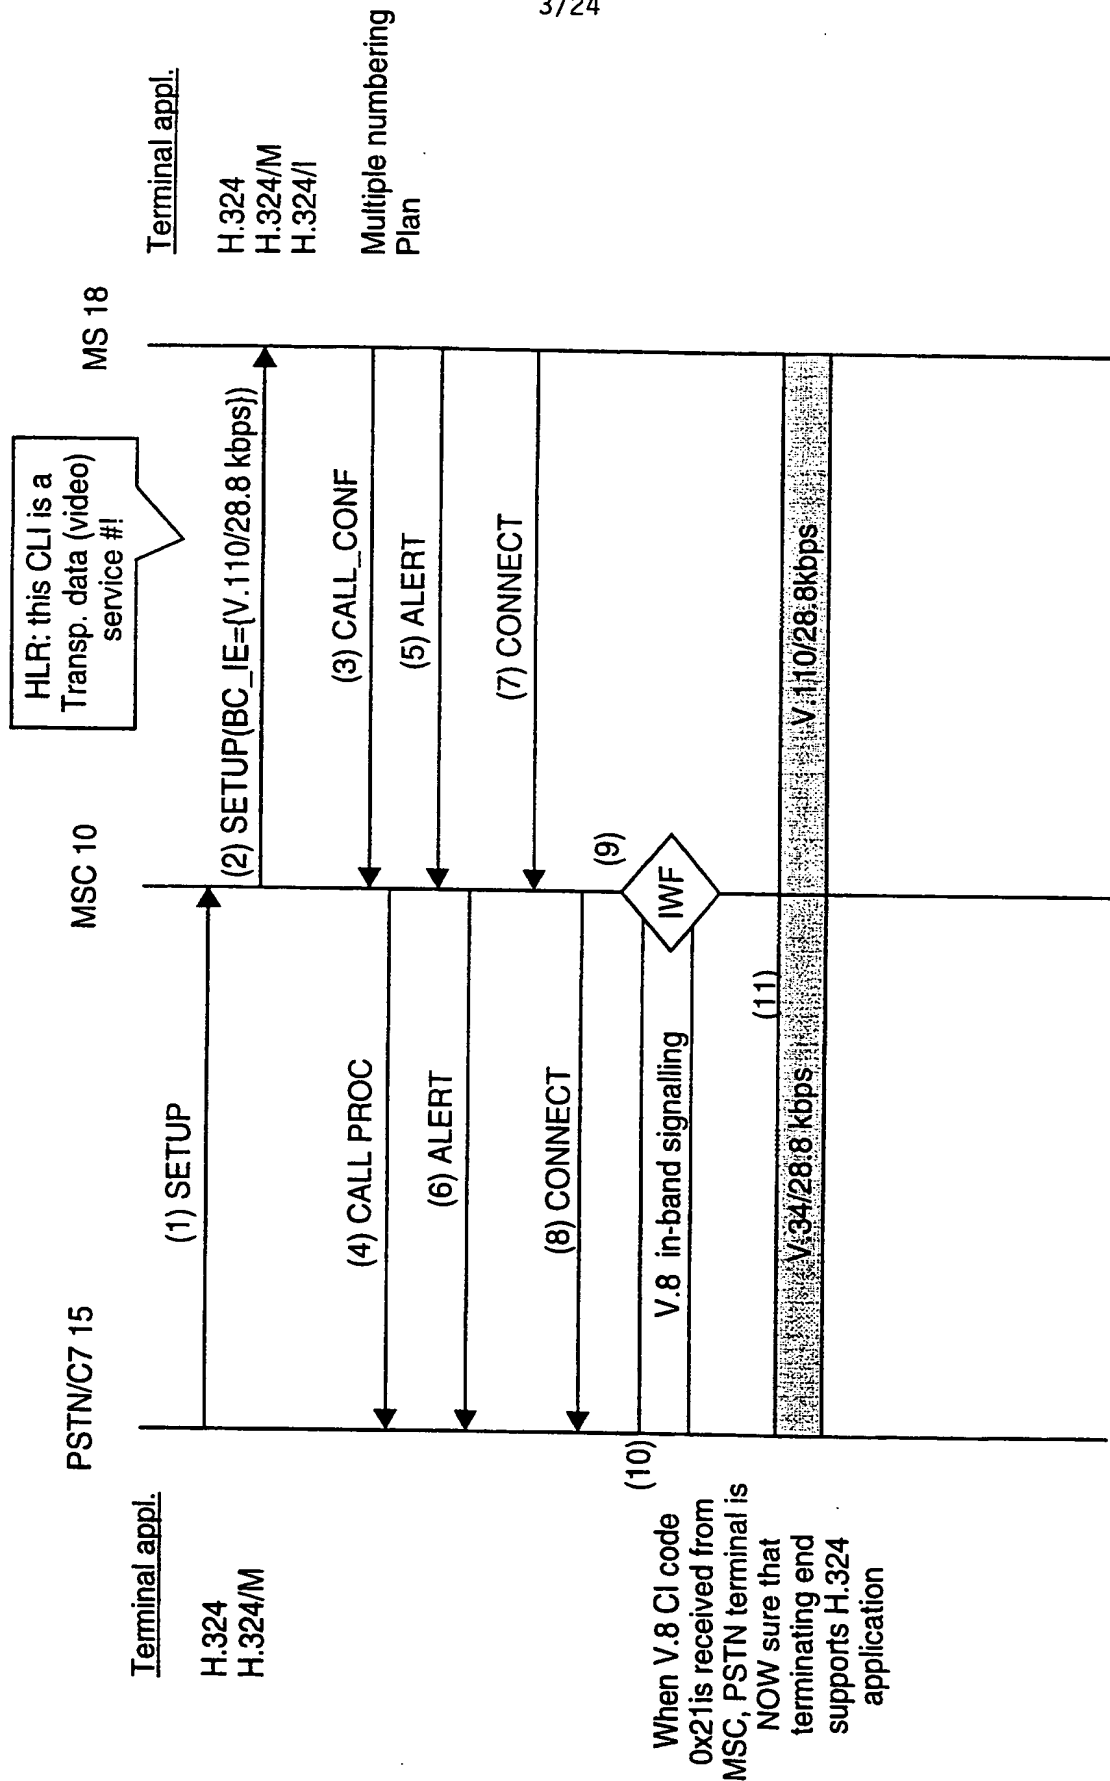 3/24
Terminal appl.
H.324
H.324/M
PSTN/C7 15
MSC 10
MS 18
Terminal appl.
H.324
H.324/M
H.324/I
Multiple numbering
Plan
HLR: this CLI is a
Transp. data (video)
service #!
(1) SETUP
(2) SETUP(BC_IE={V.110/28.8 kbps})
(3) CALL_CONF
(4) CALL PROC
(5) ALERT
(6) ALERT
(7) CONNECT
(8) CONNECT
(9)
IWF
(10)
V.8 in-band signalling
When V.8 CI code
0x21is received from
MSC, PSTN terminal is
NOW sure that
terminating end
supports H.324
application
(11)
V.34/28.8 kbps
V.110/28.8kbps